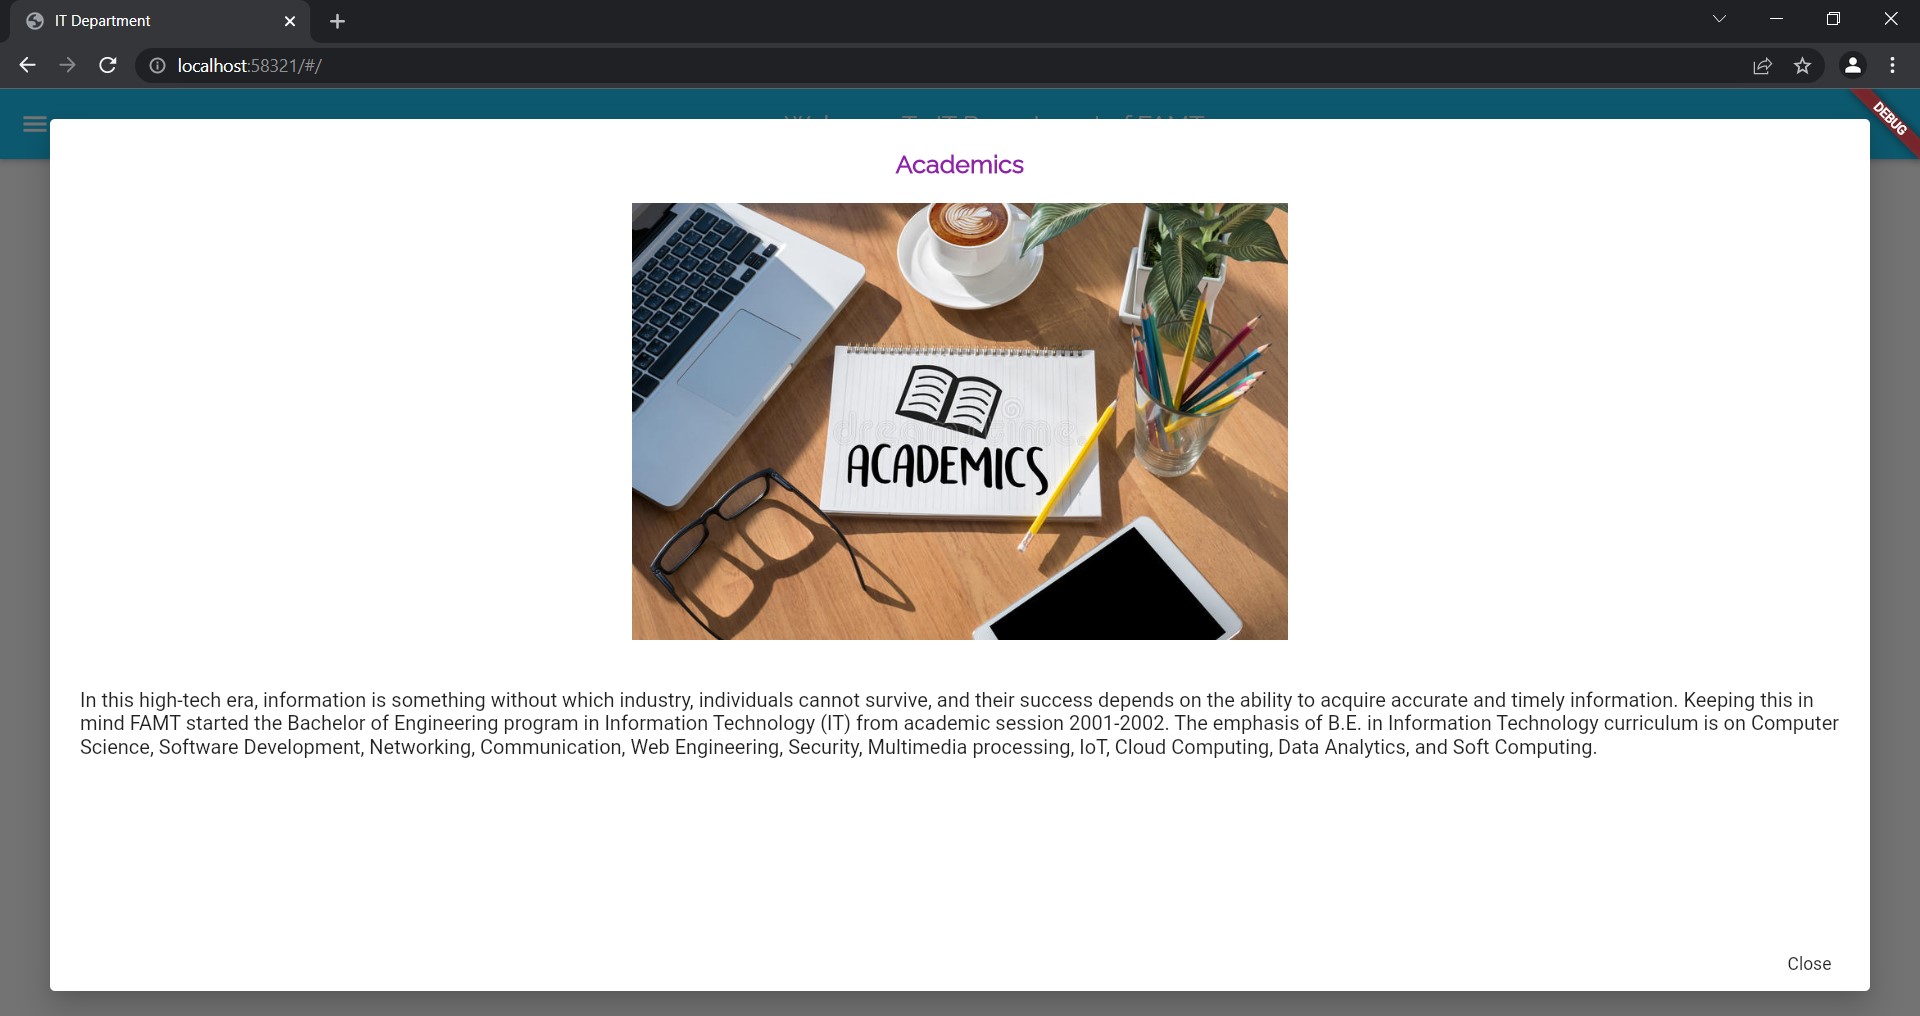 IT Department
localhost:58321/#/
DEBUG
Academics
dreamstime
ACADEMICS
In this high-tech era, information is something without which industry, individuals cannot survive, and their success depends on the ability to acquire accurate and timely information. Keeping this in
mind FAMT started the Bachelor of Engineering program in Information Technology (IT) from academic session 2001-2002. The emphasis of B.E. in Information Technology curriculum is on Computer
Science, Software Development, Networking, Communication, Web Engineering, Security, Multimedia processing, IoT, Cloud Computing, Data Analytics, and Soft Computing.
Close